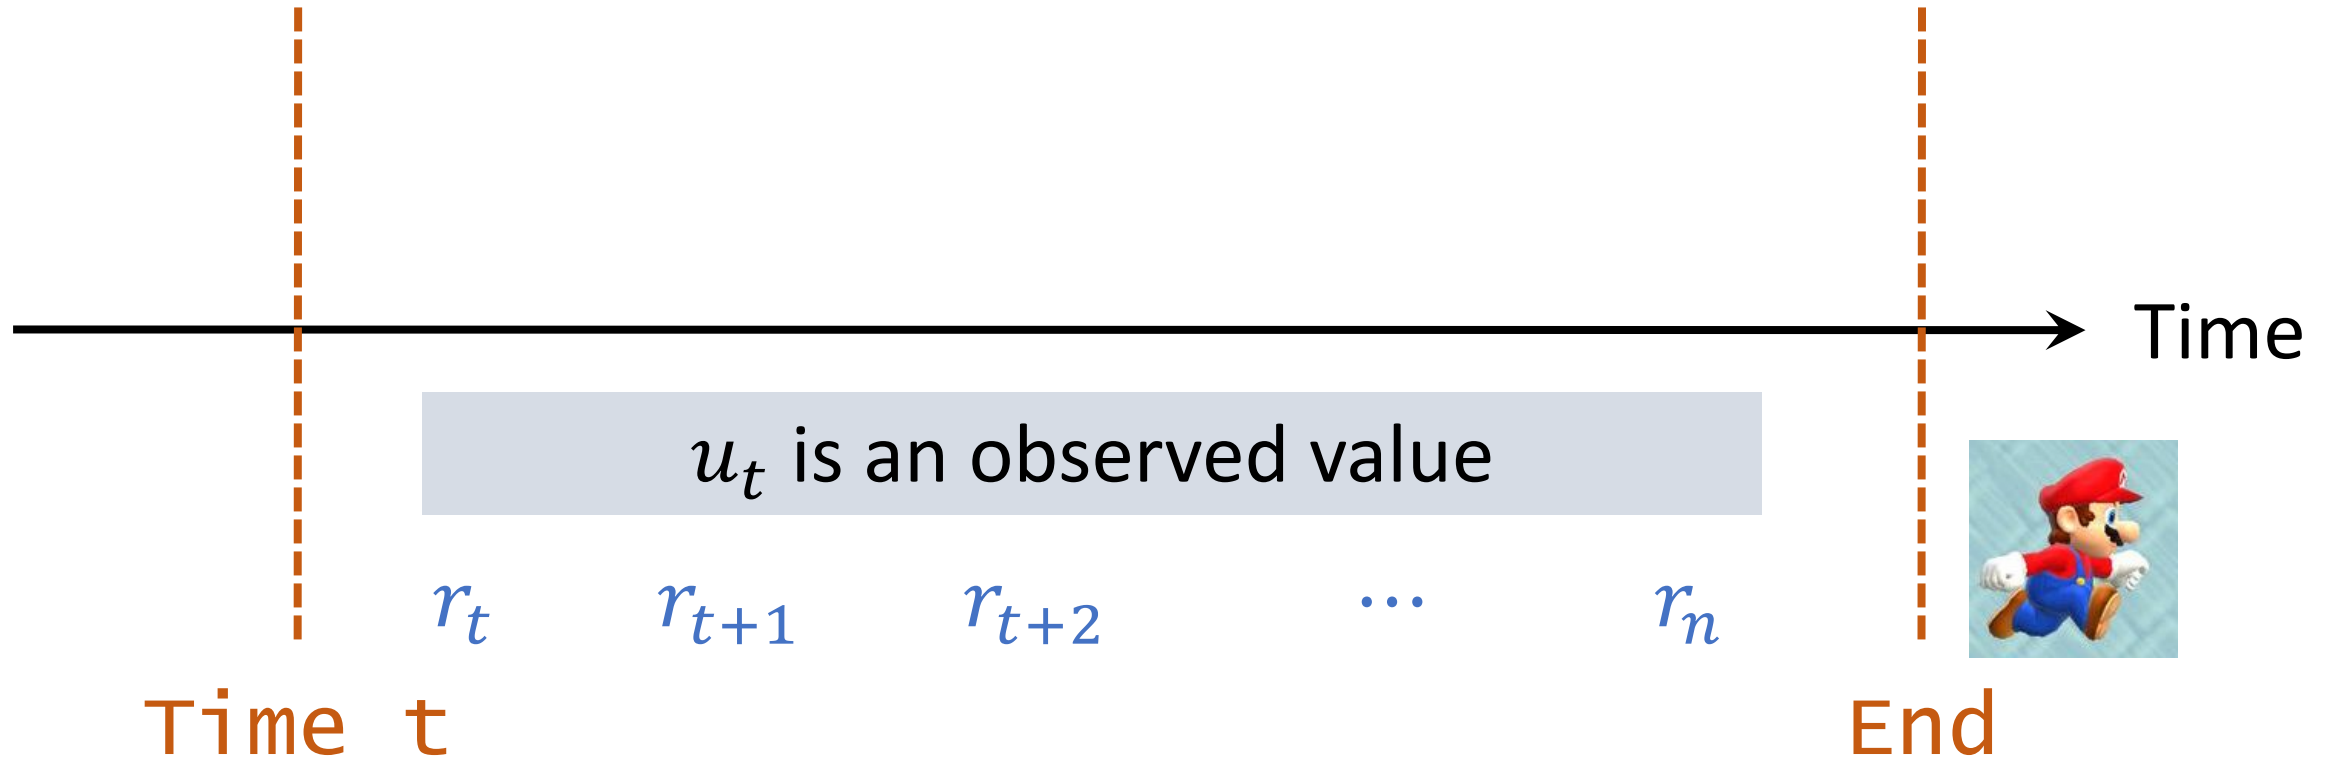 Time
u_t is an observed value
r_t r_{t+1} r_{t+2} ⋯ r_n
Time t End